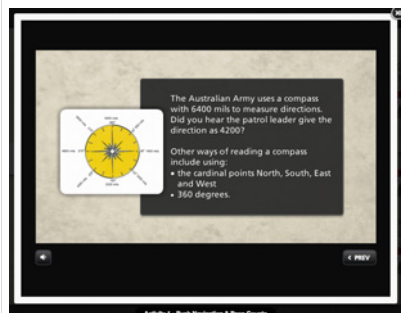 The Australian Army uses a compass
with 6400 mils to measure directions.
Did you hear the patrol leader give the
direction as 4200?
Other ways of reading a compass
include using:
• the cardinal points North, South, East
and West
• 360 degrees.
PREV